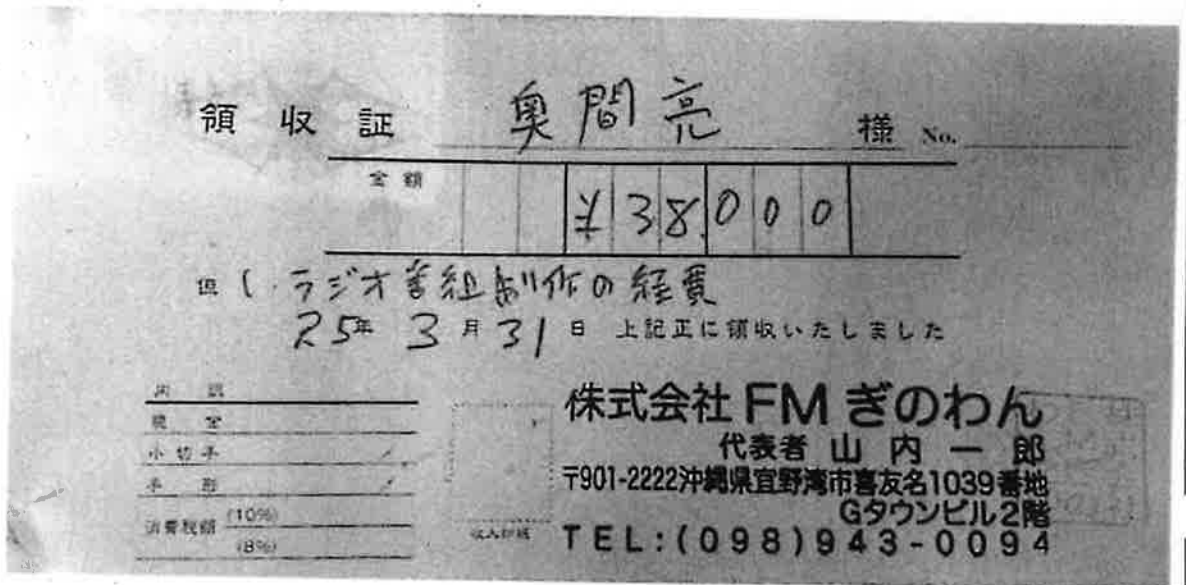 領収証 奥間亮 様 No.
金額 ¥38,000
但し ラジオ番組制作の経費
25年 3月 31日 上記正に領収いたしました
内訳
現金
小切手
手形
消費税額 (10%)
(8%)
収入印紙
株式会社 FMぎのわん
代表者 山内一郎
〒901-2222沖縄県宜野湾市喜友名1039番地
Gタウンビル2階
TEL:(098)943-0094